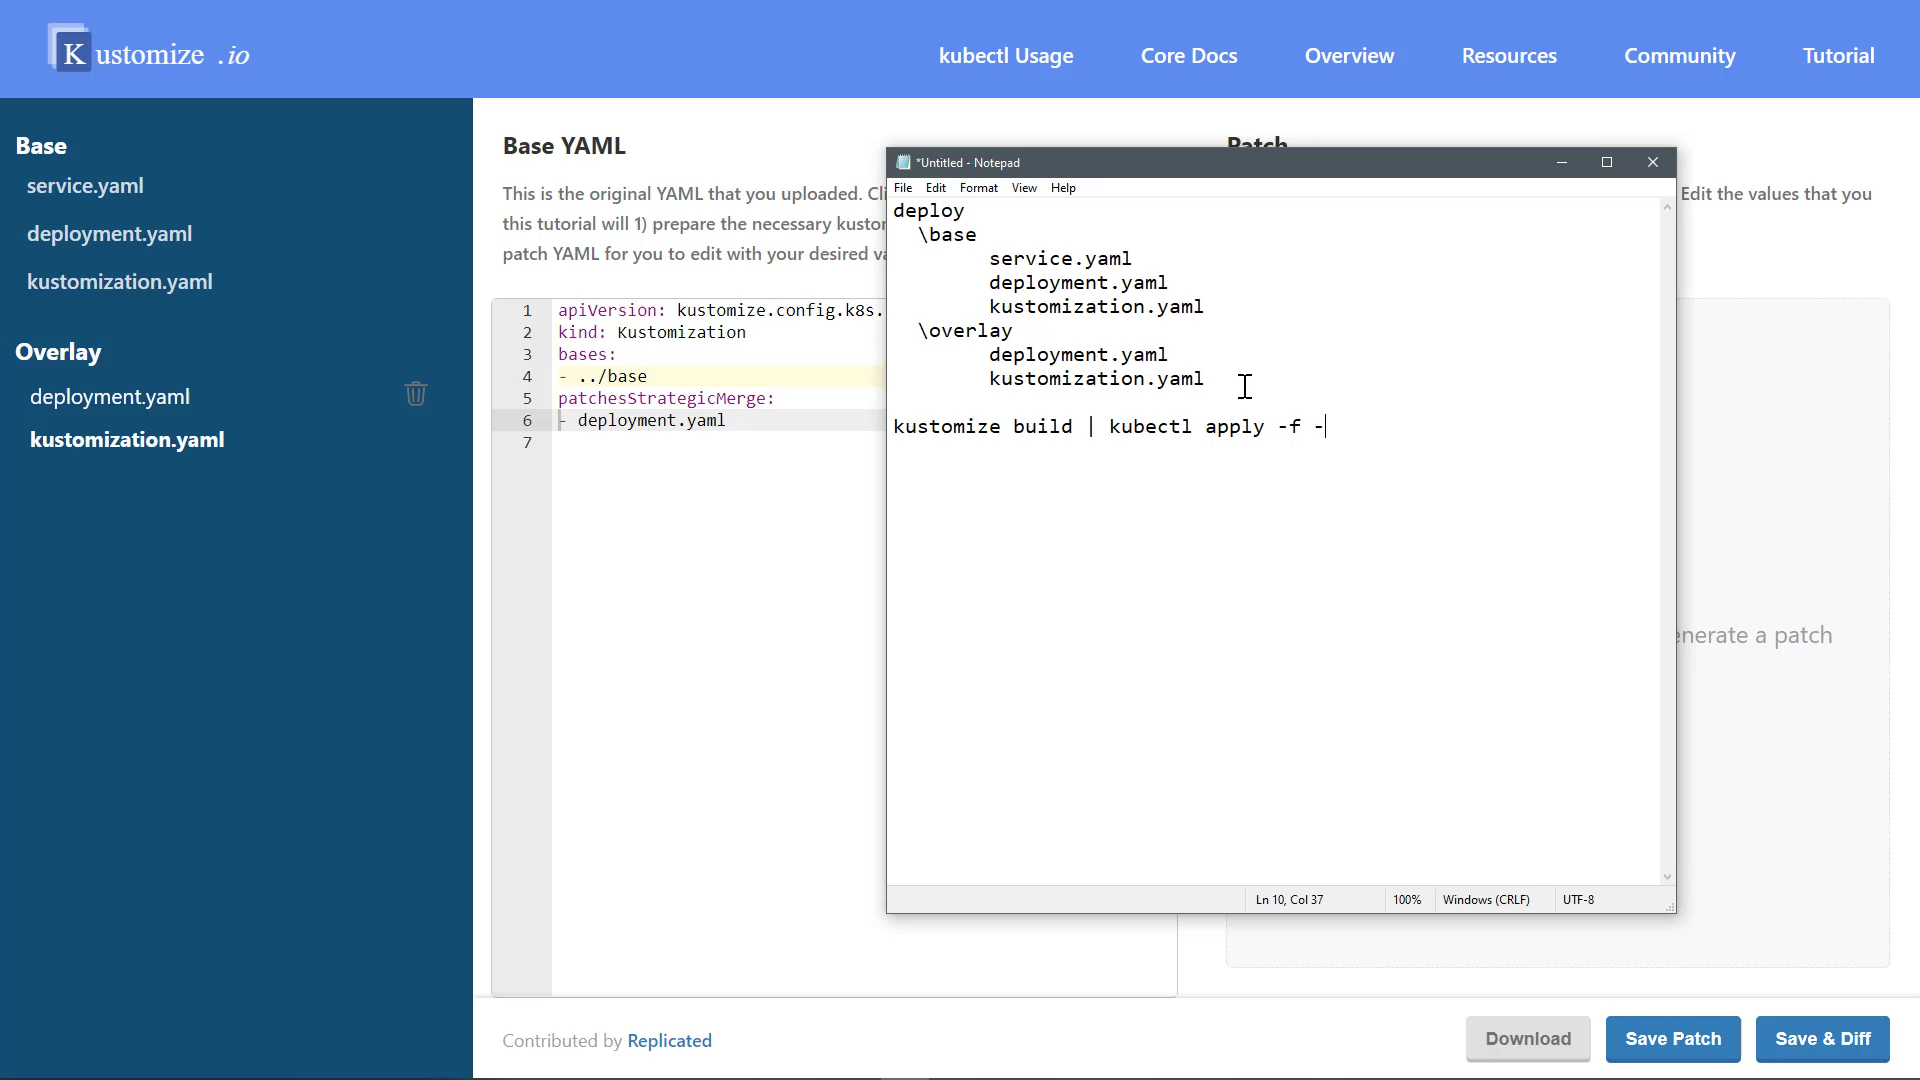 Kustomize .io
kubectl Usage
Core Docs
Overview
Resources
Community
Tutorial
Base
service.yaml
deployment.yaml
kustomization.yaml
Overlay
deployment.yaml
kustomization.yaml
Base YAML
This is the original YAML that you uploaded.
this tutorial will 1) prepare the necessary
patch YAML for you to edit with your desired
1 apiVersion: kustomize.config.k8s.
2 kind: Kustomization
3 bases:
4 - ../base
5 patchesStrategicMerge:
6 - deployment.yaml
7
Patch
Edit the values that you
a patch
*Untitled - Notepad
File Edit Format View Help
deploy
\base
service.yaml
deployment.yaml
kustomization.yaml
\overlay
deployment.yaml
kustomization.yaml
kustomize build | kubectl apply -f -
Ln 10, Col 37
100%
Windows (CRLF)
UTF-8
Contributed by Replicated
Download
Save Patch
Save & Diff